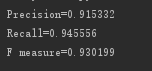 Precision=0.915332
Recall=0.945556
F measure=0.930199